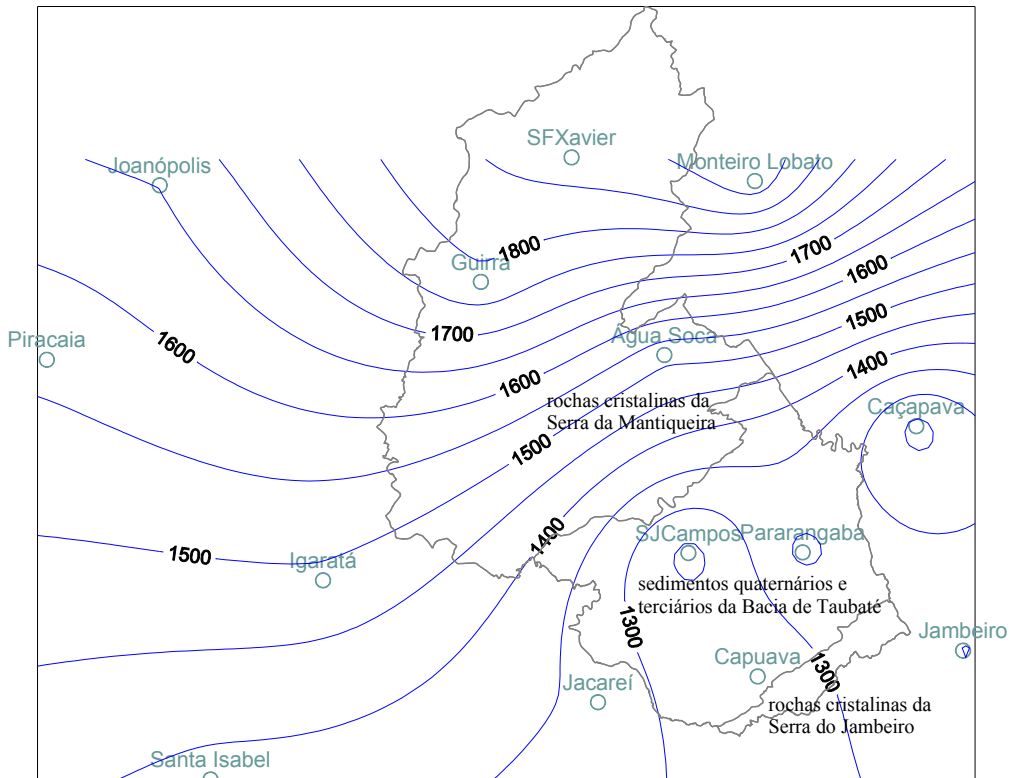 SFXavier
Joanópolis
Monteiro Lobato
1800
1700
Guirra
1600
1500
1700
Água Soca
Piracaia
1600
1400
1600
rochas cristalinas da
Serra da Mantiqueira
Caçapava
1500
1400
SJCampos
Pararangaba
1500
Igaratá
sedimentos quaternários e
terciários da Bacia de Taubaté
1300
Jambeiro
Capuava
1300
Jacareí
rochas cristalinas da
Serra do Jambeiro
Santa Isabel